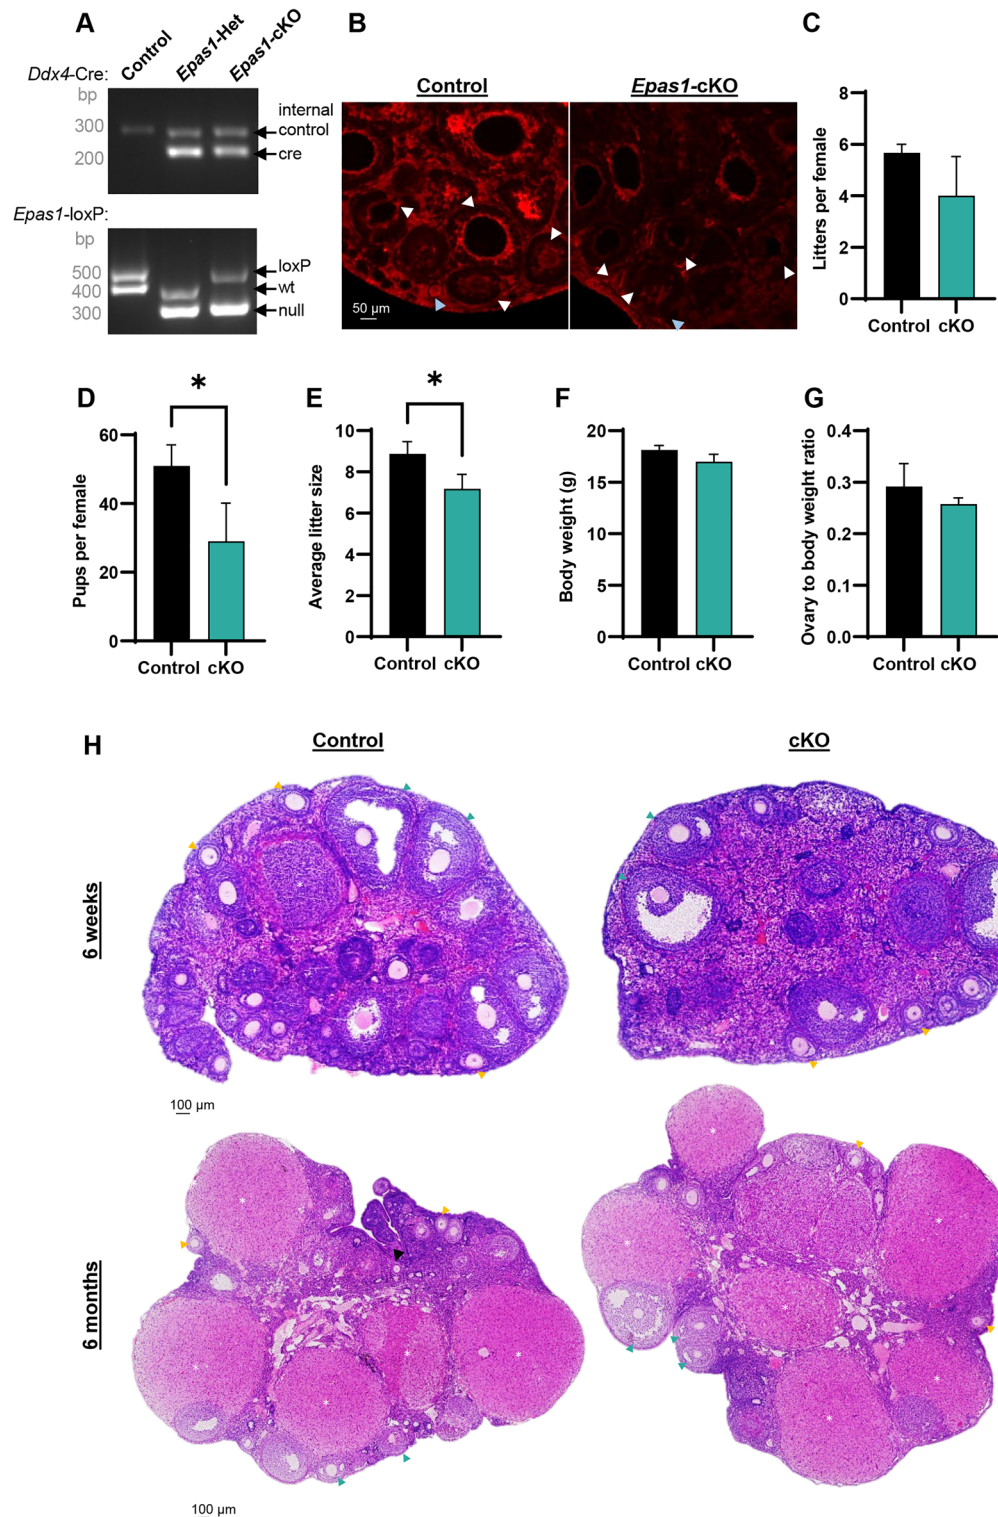 A
Control
Epas1-Het
Epas1-cKO
Ddx4-Cre:
bp
300
200
internal
control
cre
Epas1-loxP:
bp
500
400
300
loxP
wt
null
B
Control
Epas1-cKO
50 µm
C
Litters per female
8
6
4
2
0
Control cKO
D
*
Pups per female
60
40
20
0
Control cKO
E
*
Average litter size
10
8
6
4
2
0
Control cKO
F
Body weight (g)
20
15
10
5
0
Control cKO
G
Ovary to body weight ratio
0.4
0.3
0.2
0.1
0.0
Control cKO
H
Control
cKO
6 weeks
100 µm
6 months
100 µm